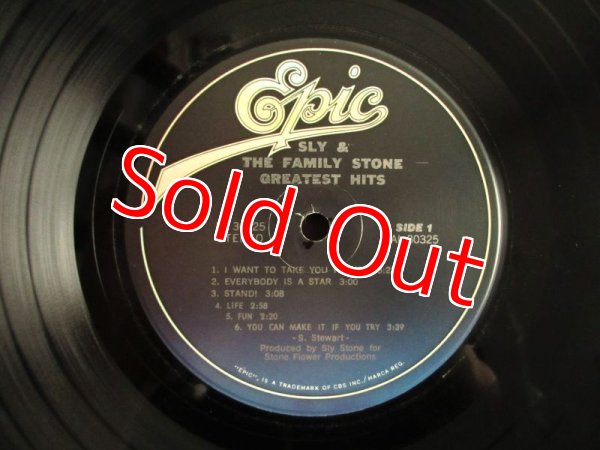 Epic
SLY &
THE FAMILY STONE
GREATEST HITS
Sold Out
SIDE 1
30325
1. I WANT TO TAKE YOU
2. EVERYBODY IS A STAR 3:00
3. STAND! 3:08
4. LIFE 2:58
5. FUN 2:20
6. YOU CAN MAKE IT IF YOU TRY 3:39
-S. Stewart-
Produced by Sly Stone for
Stone Flower Productions
"EPIC", IS A TRADEMARK OF CBS INC./MARCA REG.